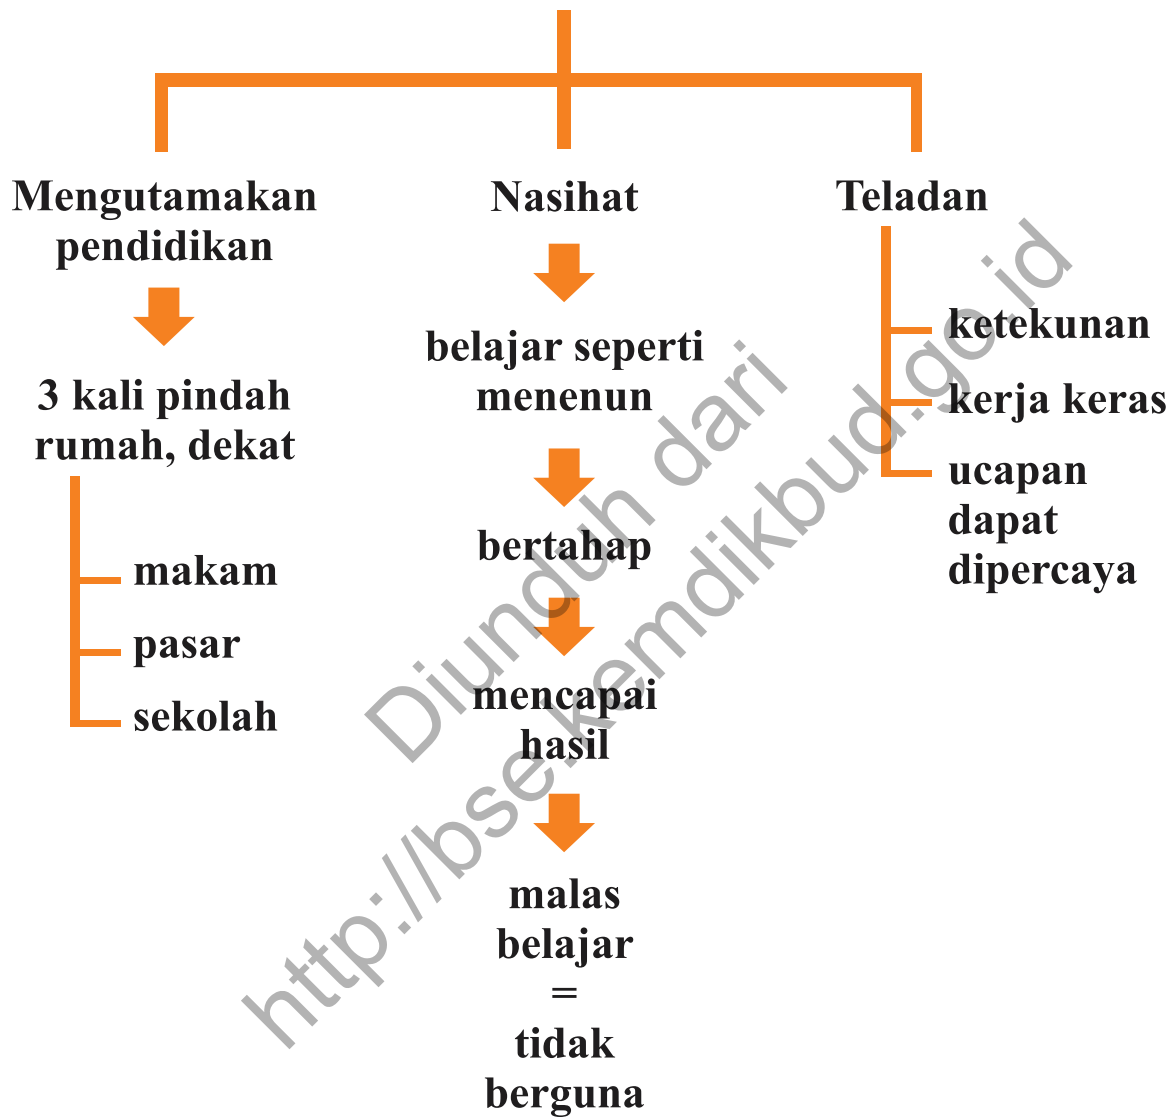 Mengutamakan
pendidikan
3 kali pindah
rumah, dekat
makam
pasar
sekolah
Nasihat
belajar seperti
menenun
bertahap
mencapai
hasil
malas
belajar
=
tidak
berguna
Teladan
ketekunan
kerja keras
ucapan
dapat
dipercaya
Diunduh dari
http://bse.kemdikbud.go.id